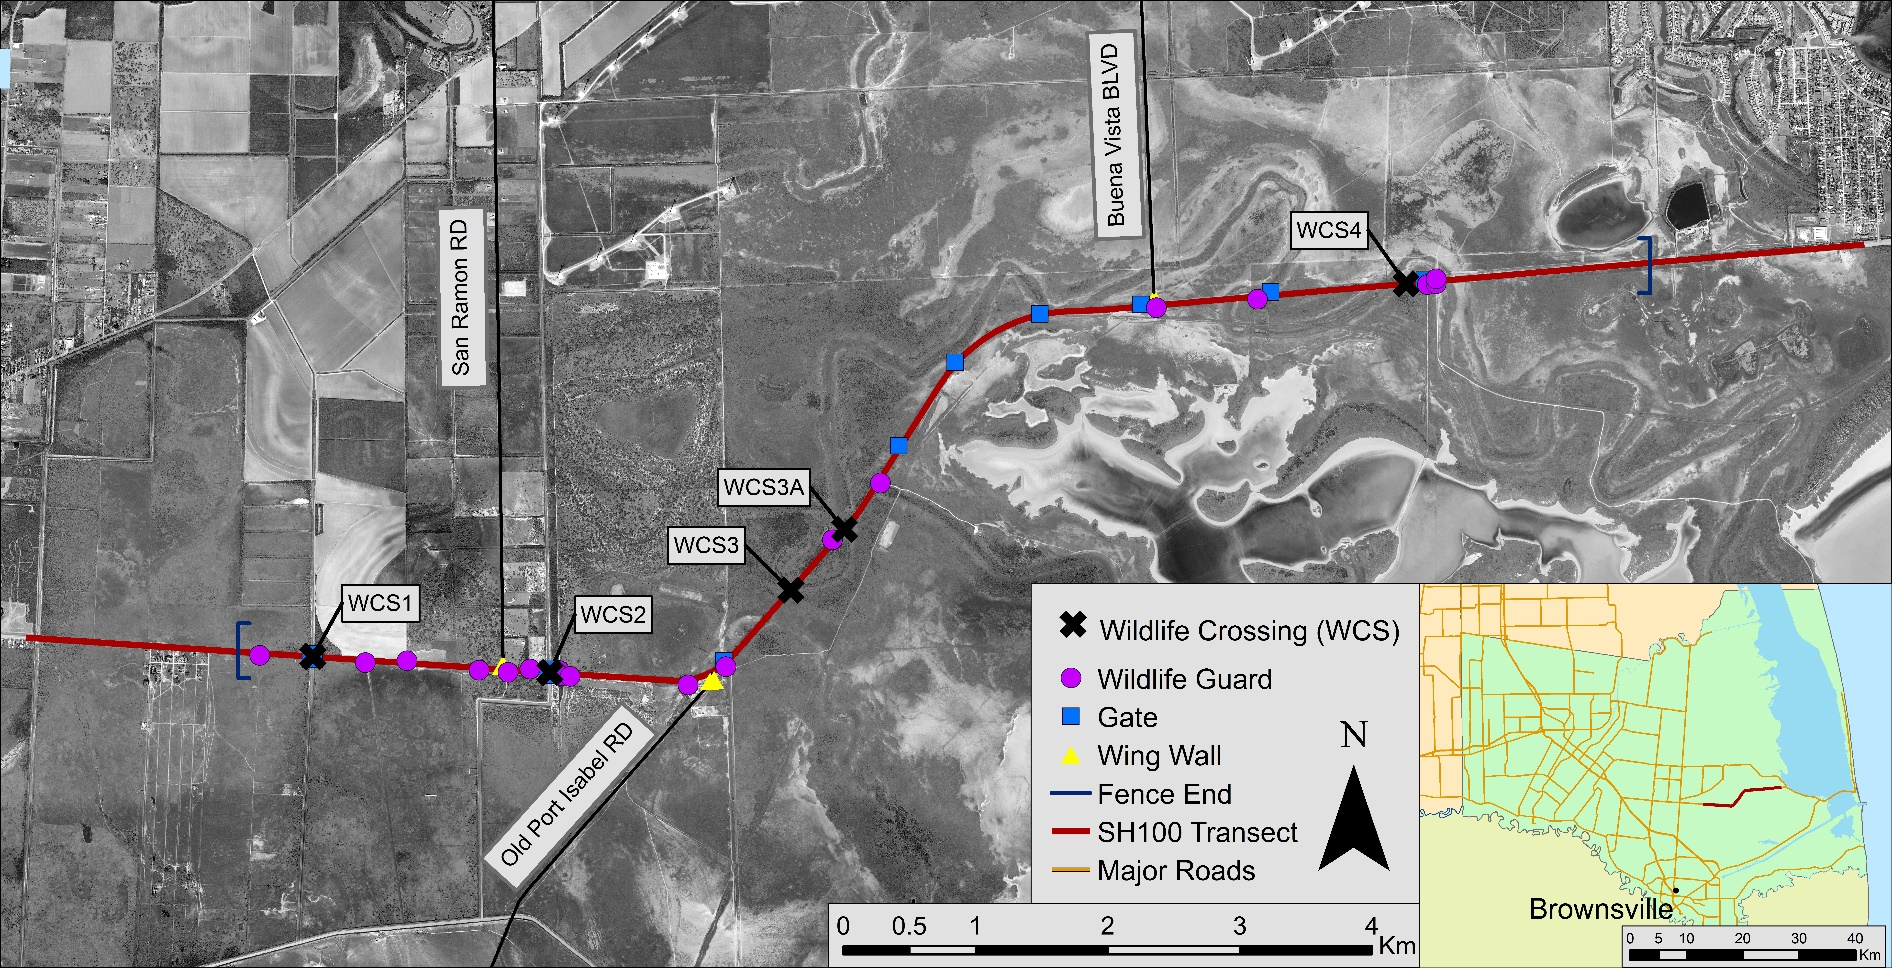 San Ramon RD
Buena Vista BLVD
WCS4
WCS3A
WCS3
WCS1
WCS2
Old Port Isabel RD
Wildlife Crossing (WCS)
Wildlife Guard
Gate
Wing Wall
Fence End
SH100 Transect
Major Roads
N
0 0.5 1 2 3 4
Km
Brownsville
0 5 10 20 30 40
Km